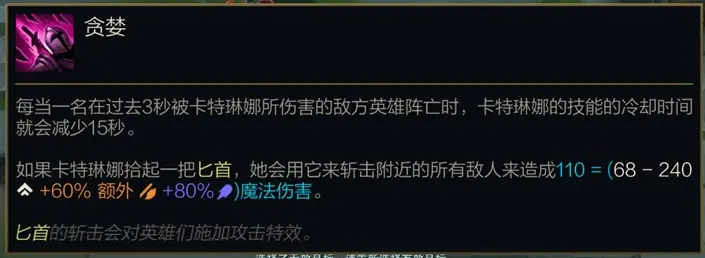 贪婪
每当一名在过去3秒被卡特琳娜所伤害的敌方英雄阵亡时，卡特琳娜的技能的冷却时间
就会减少15秒。
如果卡特琳娜拾起一把匕首，她会用它来斩击附近的所有敌人来造成110 = (68 - 240
+60% 额外 +80% )魔法伤害。
匕首的斩击会对英雄们施加攻击特效。